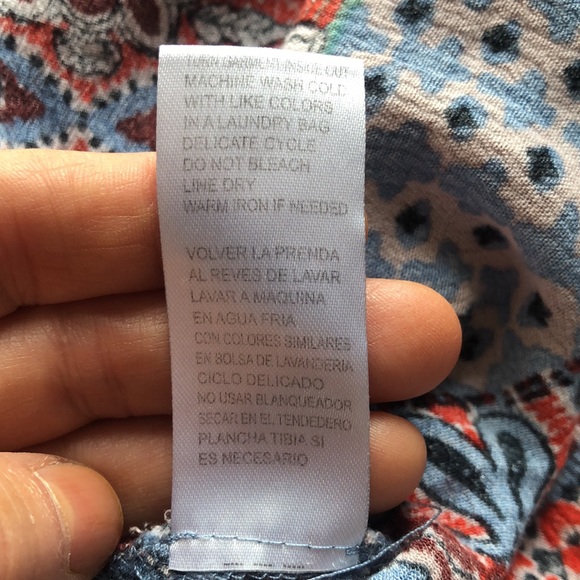 TURN GARMENT INSIDE OUT
MACHINE WASH COLD
WITH LIKE COLORS
IN A LAUNDRY BAG
DELICATE CYCLE
DO NOT BLEACH
LINE DRY
WARM IRON IF NEEDED
VOLVER LA PRENDA
AL REVES DE LAVAR
LAVAR A MAQUINA
EN AGUA FRIA
CON COLORES SIMILARES
EN BOLSA DE LAVANDERIA
CICLO DELICADO
NO USAR BLANQUEADOR
SECAR EN EL TENDEDERO
PLANCHA TIBIA SI
ES NECESARIO